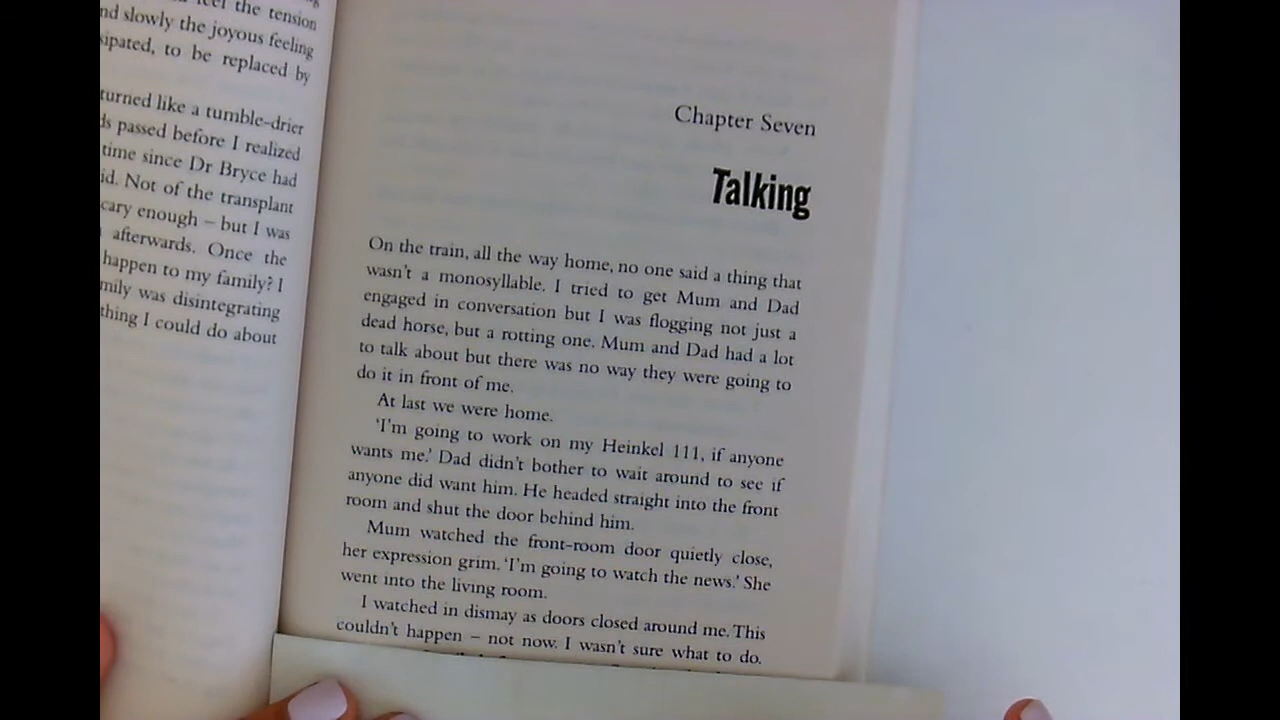 feel the tension
nd slowly the joyous feeling
sipated, to be replaced by
turned like a tumble-drier
ds passed before I realized
time since Dr Bryce had
id. Not of the transplant
cary enough – but I was
afterwards. Once the
happen to my family? I
mily was disintegrating
thing I could do about
Chapter Seven
Talking
On the train, all the way home, no one said a thing that
wasn't a monosyllable. I tried to get Mum and Dad
engaged in conversation but I was flogging not just a
dead horse, but a rotting one. Mum and Dad had a lot
to talk about but there was no way they were going to
do it in front of me.
At last we were home.
'I'm going to work on my Heinkel 111, if anyone
wants me.' Dad didn't bother to wait around to see if
anyone did want him. He headed straight into the front
room and shut the door behind him.
Mum watched the front-room door quietly close,
her expression grim. 'I'm going to watch the news.' She
went into the living room.
I watched in dismay as doors closed around me. This
couldn't happen – not now. I wasn't sure what to do.